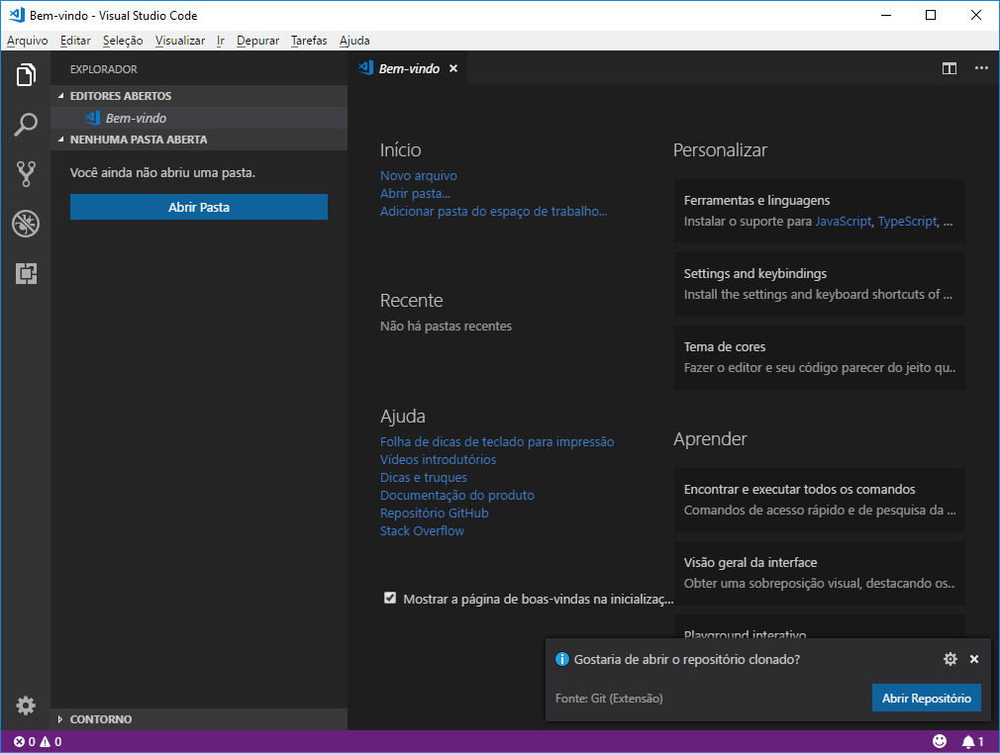 Bem-vindo - Visual Studio Code
Arquivo Editar Seleção Visualizar Ir Depurar Tarefas Ajuda
EXPLORADOR
EDITORES ABERTOS
Bem-vindo
NENHUMA PASTA ABERTA
Você ainda não abriu uma pasta.
Abrir Pasta
CONTORNO
Bem-vindo
Início
Novo arquivo
Abrir pasta...
Adicionar pasta do espaço de trabalho...
Recente
Não há pastas recentes
Ajuda
Folha de dicas de teclado para impressão
Vídeos introdutórios
Dicas e truques
Documentação do produto
Repositório GitHub
Stack Overflow
Mostrar a página de boas-vindas na inicializaç...
Personalizar
Ferramentas e linguagens
Instalar o suporte para JavaScript, TypeScript, ...
Settings and keybindings
Install the settings and keyboard shortcuts of ...
Tema de cores
Fazer o editor e seu código parecer do jeito qu...
Aprender
Encontrar e executar todos os comandos
Comandos de acesso rápido e de pesquisa da ...
Visão geral da interface
Obter uma sobreposição visual, destacando os...
Playground interativo
Gostaria de abrir o repositório clonado?
Fonte: Git (Extensão)
Abrir Repositório
0 0
1